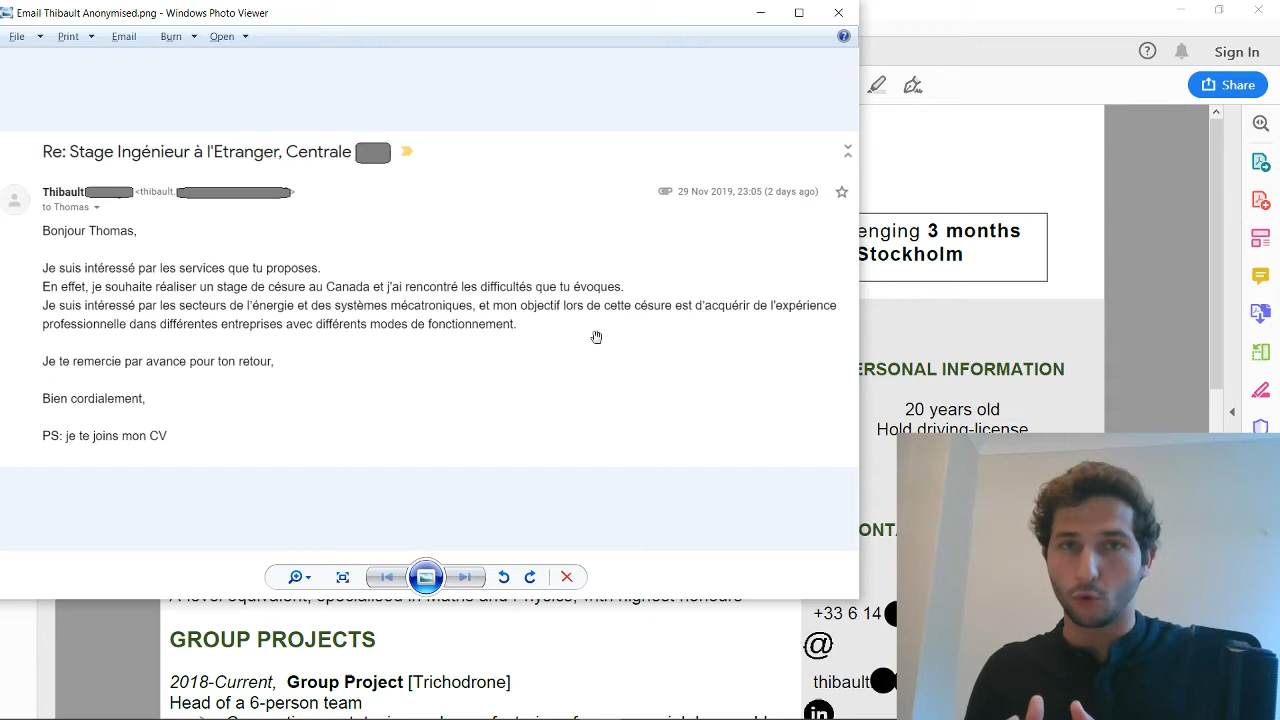 Email Thibault Anonymised.png - Windows Photo Viewer
File Print Email Burn Open
Sign In
Share
Re: Stage Ingénieur à l'Etranger, Centrale
Thibault <thibault. >
29 Nov 2019, 23:05 (2 days ago)
to Thomas
Bonjour Thomas,
Je suis intéressé par les services que tu proposes.
En effet, je souhaite réaliser un stage de césure au Canada et j'ai rencontré les difficultés que tu évoques.
Je suis intéressé par les secteurs de l'énergie et des systèmes mécatroniques, et mon objectif lors de cette césure est d'acquérir de l'expérience
professionnelle dans différentes entreprises avec différents modes de fonctionnement.
Je te remercie par avance pour ton retour,
Bien cordialement,
PS: je te joins mon CV
enging 3 months
Stockholm
ERSONAL INFORMATION
20 years old
Hold driving-license
ONT
+33 6 14
@
thibault
in
GROUP PROJECTS
2018-Current, Group Project [Trichodrone]
Head of a 6-person team